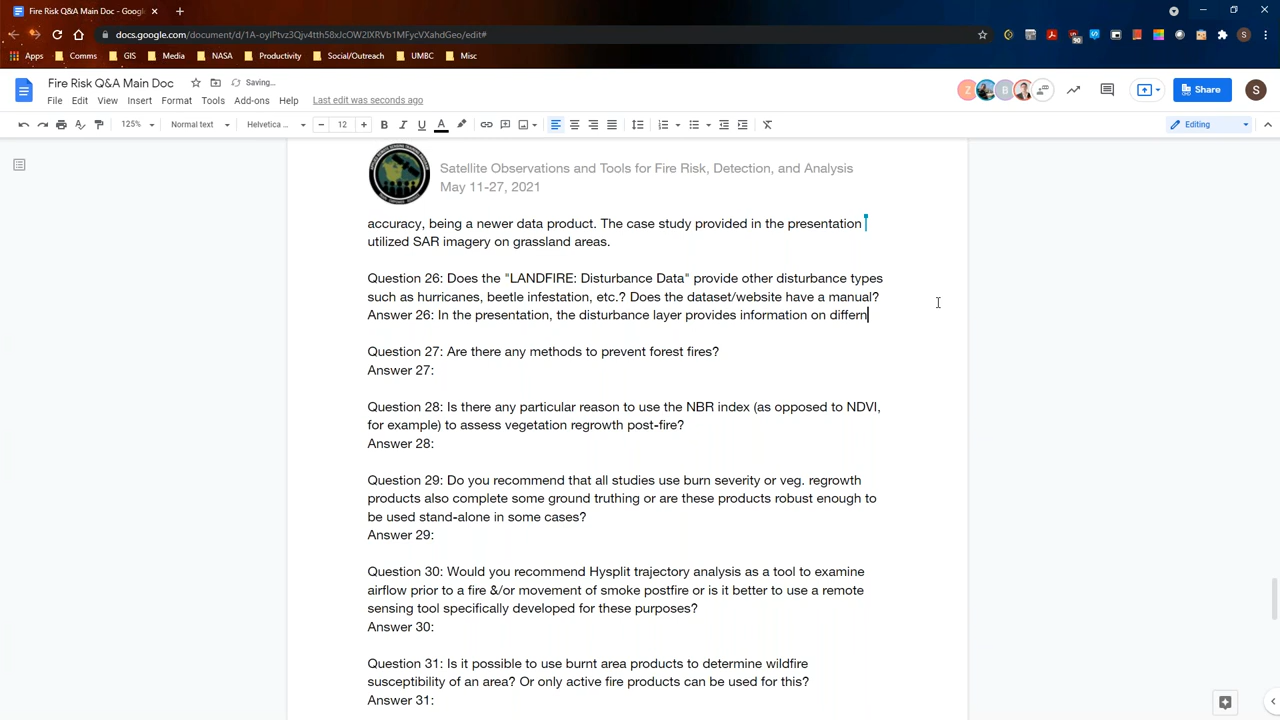 Fire Risk Q&A Main Doc - Googl
docs.google.com/document/d/1A-oylPtvz3Qjv4tth58xJcOW2lXRVb1MFycVXahdGeo/edit#
Apps Comms GIS Media NASA Productivity Social/Outreach UMBC Misc
Fire Risk Q&A Main Doc Saving...
File Edit View Insert Format Tools Add-ons Help Last edit was seconds ago
Z B Share S
125% Normal text Helvetica ... 12 B I U A Editing
Satellite Observations and Tools for Fire Risk, Detection, and Analysis
May 11-27, 2021
accuracy, being a newer data product. The case study provided in the presentation
utilized SAR imagery on grassland areas.
Question 26: Does the "LANDFIRE: Disturbance Data" provide other disturbance types
such as hurricanes, beetle infestation, etc.? Does the dataset/website have a manual?
Answer 26: In the presentation, the disturbance layer provides information on differn
Question 27: Are there any methods to prevent forest fires?
Answer 27:
Question 28: Is there any particular reason to use the NBR index (as opposed to NDVI,
for example) to assess vegetation regrowth post-fire?
Answer 28:
Question 29: Do you recommend that all studies use burn severity or veg. regrowth
products also complete some ground truthing or are these products robust enough to
be used stand-alone in some cases?
Answer 29:
Question 30: Would you recommend Hysplit trajectory analysis as a tool to examine
airflow prior to a fire &/or movement of smoke postfire or is it better to use a remote
sensing tool specifically developed for these purposes?
Answer 30:
Question 31: Is it possible to use burnt area products to determine wildfire
susceptibility of an area? Or only active fire products can be used for this?
Answer 31: